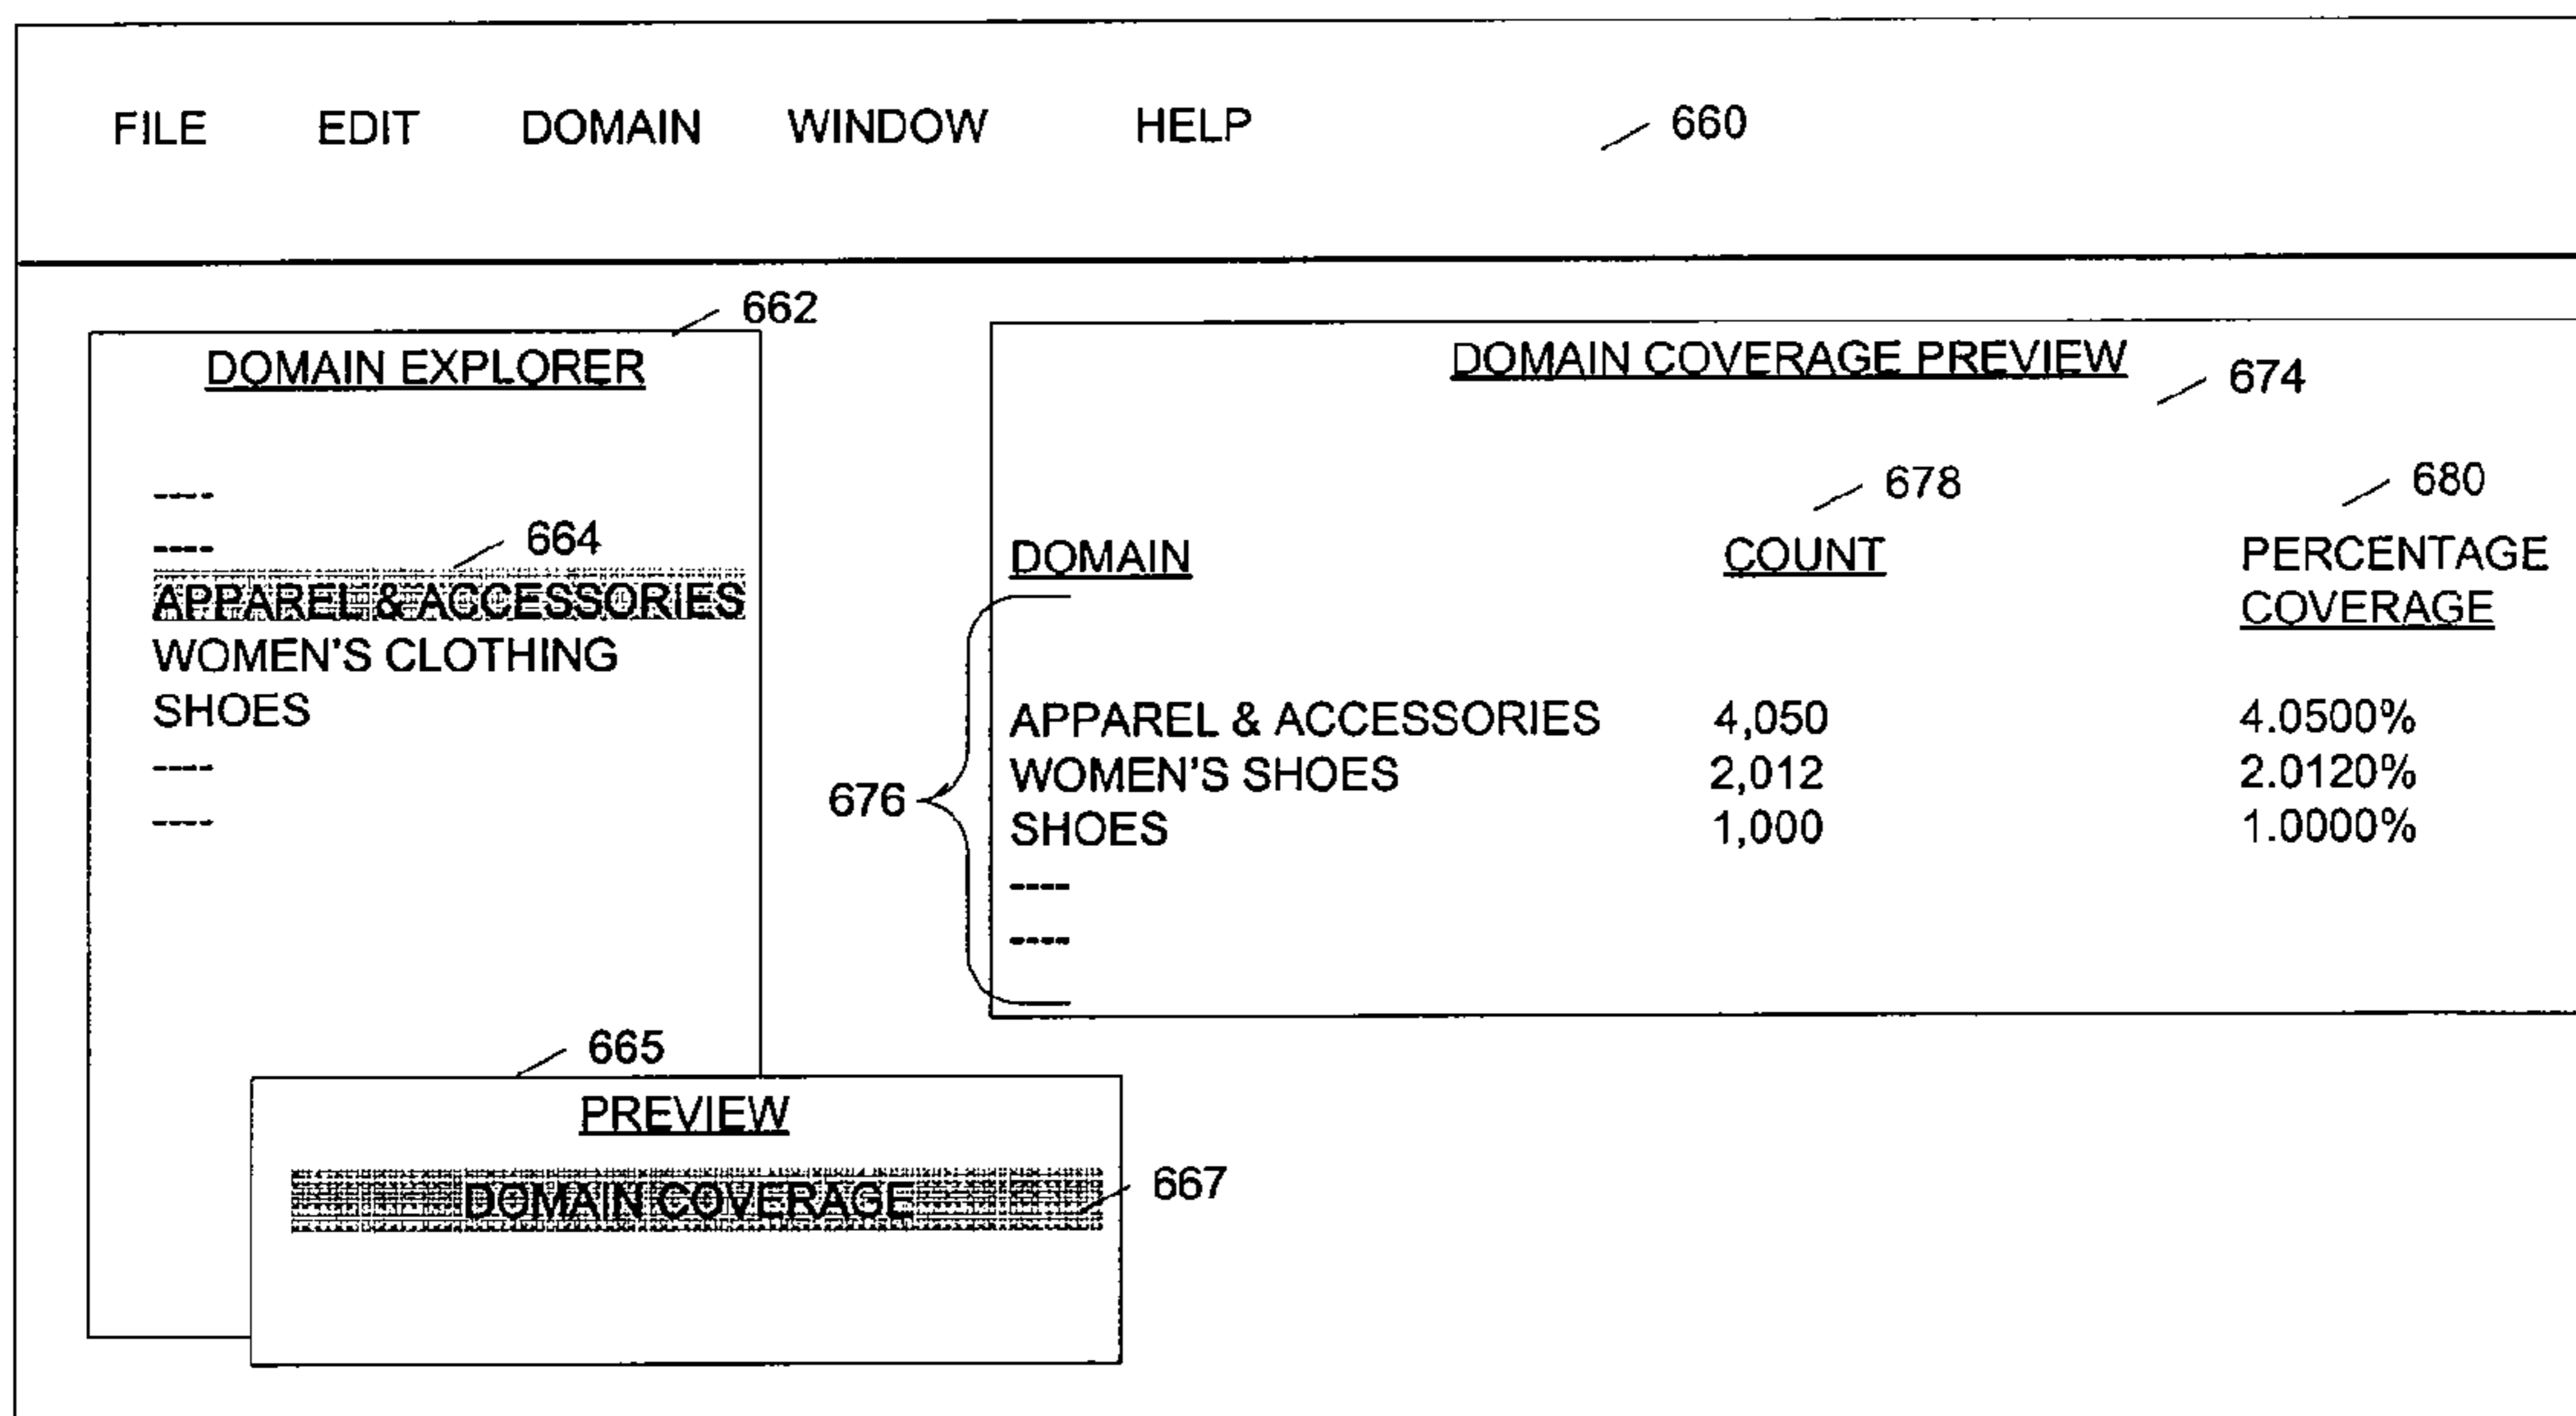 FILE EDIT DOMAIN WINDOW HELP 660
662
DOMAIN EXPLORER
----
----
664
APPAREL & ACCESSORIES
WOMEN'S CLOTHING
SHOES
----
----
DOMAIN COVERAGE PREVIEW
674
678 680
DOMAIN COUNT PERCENTAGE
COVERAGE
APPAREL & ACCESSORIES 4,050 4.0500%
WOMEN'S SHOES 2,012 2.0120%
676
SHOES 1,000 1.0000%
----
----
665
PREVIEW
DOMAIN COVERAGE 667